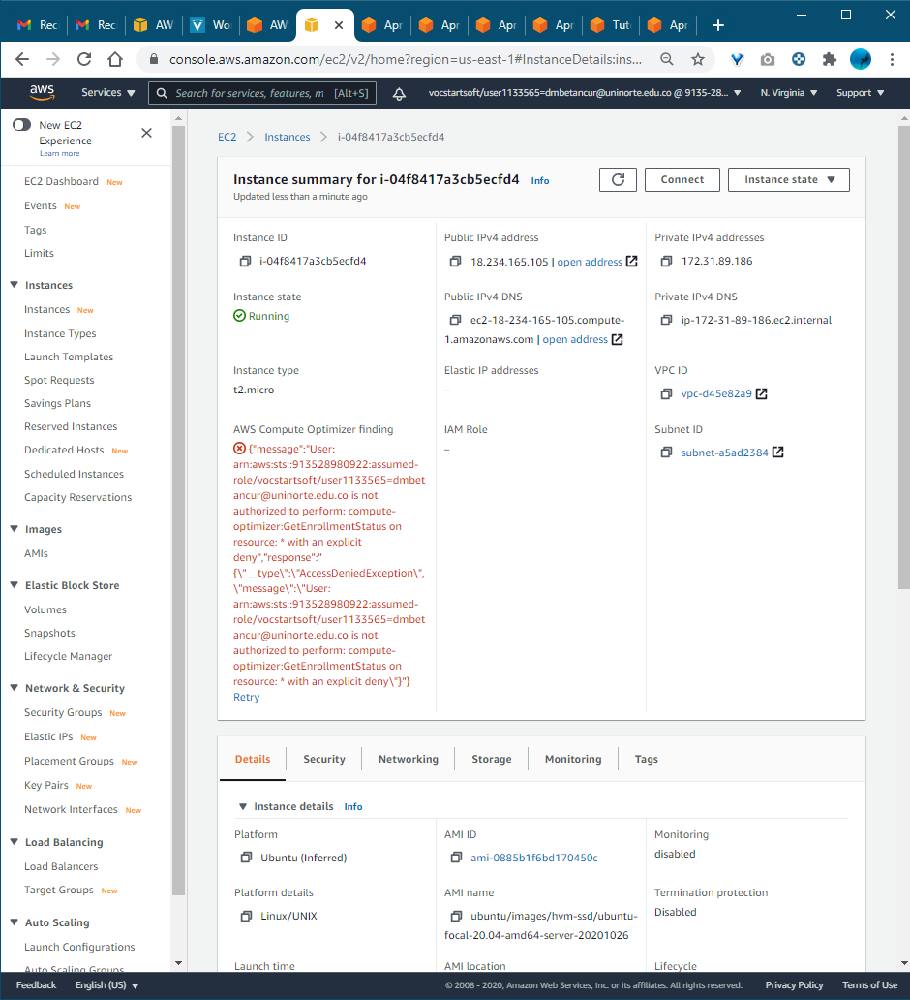 Rec
Rec
AW
Wo
AW
Apr
Apr
Apr
Apr
Tut
Apr
console.aws.amazon.com/ec2/v2/home?region=us-east-1#InstanceDetails:ins...
aws
Services
Search for services, features, m
[Alt+S]
vocstartsoft/user1133565=dmbetancur@uninorte.edu.co @ 9135-28...
N. Virginia
Support
New EC2
Experience
Learn more
EC2 Dashboard New
Events New
Tags
Limits
Instances
Instances New
Instance Types
Launch Templates
Spot Requests
Savings Plans
Reserved Instances
Dedicated Hosts New
Scheduled Instances
Capacity Reservations
Images
AMIs
Elastic Block Store
Volumes
Snapshots
Lifecycle Manager
Network & Security
Security Groups New
Elastic IPs New
Placement Groups New
Key Pairs New
Network Interfaces New
Load Balancing
Load Balancers
Target Groups New
Auto Scaling
Launch Configurations
Auto Scaling Groups
EC2 > Instances > i-04f8417a3cb5ecfd4
Instance summary for i-04f8417a3cb5ecfd4 Info
Updated less than a minute ago
Connect
Instance state
Instance ID
i-04f8417a3cb5ecfd4
Public IPv4 address
18.234.165.105 | open address
Private IPv4 addresses
172.31.89.186
Instance state
Running
Public IPv4 DNS
ec2-18-234-165-105.compute-
1.amazonaws.com | open address
Private IPv4 DNS
ip-172-31-89-186.ec2.internal
Instance type
t2.micro
Elastic IP addresses
–
VPC ID
vpc-d45e82a9
AWS Compute Optimizer finding
{"message":"User:
arn:aws:sts::913528980922:assumed-
role/vocstartsoft/user1133565=dmbet
ancur@uninorte.edu.co is not
authorized to perform: compute-
optimizer:GetEnrollmentStatus on
resource: * with an explicit
deny","response":"
{\"__type\":\"AccessDeniedException\",
\"message\":\"User:
arn:aws:sts::913528980922:assumed-
role/vocstartsoft/user1133565=dmbet
ancur@uninorte.edu.co is not
authorized to perform: compute-
optimizer:GetEnrollmentStatus on
resource: * with an explicit deny\"}"}
Retry
IAM Role
–
Subnet ID
subnet-a5ad2384
Details
Security
Networking
Storage
Monitoring
Tags
Instance details Info
Platform
Ubuntu (Inferred)
AMI ID
ami-0885b1f6bd170450c
Monitoring
disabled
Platform details
Linux/UNIX
AMI name
ubuntu/images/hvm-ssd/ubuntu-
focal-20.04-amd64-server-20201026
Termination protection
Disabled
Launch time
AMI location
Lifecycle
Feedback
English (US)
© 2008 - 2020, Amazon Web Services, Inc. or its affiliates. All rights reserved.
Privacy Policy
Terms of Use